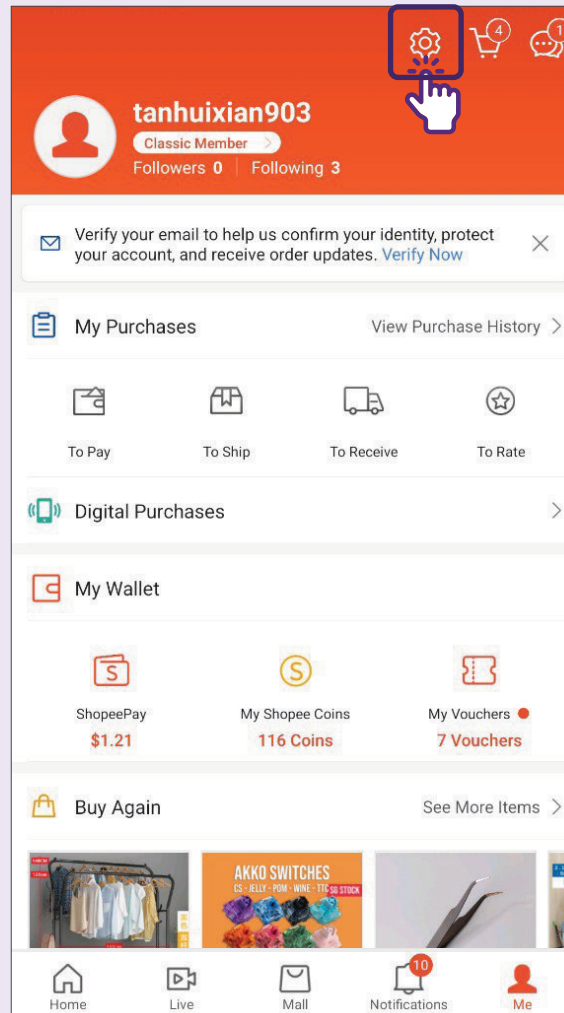 4
1
tanhuixian903
Classic Member >
Followers 0 | Following 3
Verify your email to help us confirm your identity, protect
your account, and receive order updates. Verify Now
My Purchases
View Purchase History >
To Pay
To Ship
To Receive
To Rate
Digital Purchases
My Wallet
S
S
ShopeePay
My Shopee Coins
My Vouchers
$1.21
116 Coins
7 Vouchers
Buy Again
See More Items >
AKKO SWITCHES
CS - JELLY - POM - WINE - TTC
SG STOCK
10
Home
Live
Mall
Notifications
Me